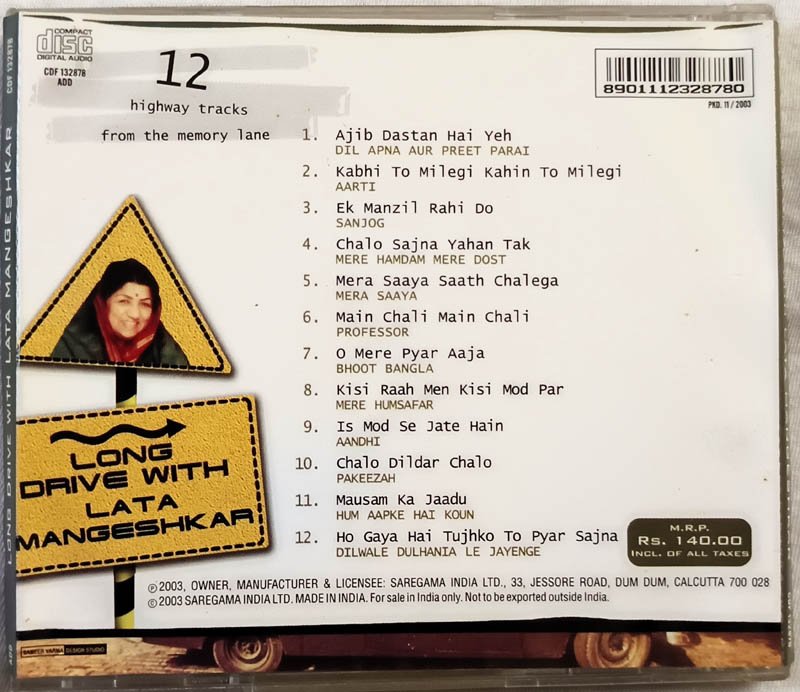 COMPACT
disc
DIGITAL AUDIO
CDF 132878
ADD
12
highway tracks
from the memory lane
8901112328780
PKD. 11 / 2003
1. Ajib Dastan Hai Yeh
DIL APNA AUR PREET PARAI
2. Kabhi To Milegi Kahin To Milegi
AARTI
3. Ek Manzil Rahi Do
SANJOG
4. Chalo Sajna Yahan Tak
MERE HAMDAM MERE DOST
5. Mera Saaya Saath Chalega
MERA SAAYA
6. Main Chali Main Chali
PROFESSOR
7. O Mere Pyar Aaja
BHOOT BANGLA
8. Kisi Raah Men Kisi Mod Par
MERE HUMSAFAR
9. Is Mod Se Jate Hain
AANDHI
10. Chalo Dildar Chalo
PAKEEZAH
11. Mausam Ka Jaadu
HUM AAPKE HAI KOUN
12. Ho Gaya Hai Tujhko To Pyar Sajna
DILWALE DULHANIA LE JAYENGE
LONG
DRIVE WITH
LATA
MANGESHKAR
M.R.P.
Rs. 140.00
INCL. OF ALL TAXES
℗2003, OWNER, MANUFACTURER & LICENSEE: SAREGAMA INDIA LTD., 33, JESSORE ROAD, DUM DUM, CALCUTTA 700 028
©2003 SAREGAMA INDIA LTD. MADE IN INDIA. For sale in India only. Not to be exported outside India.
SAMEER VARMA DESIGN STUDIO
LONG DRIVE WITH LATA MANGESHKAR
ADD